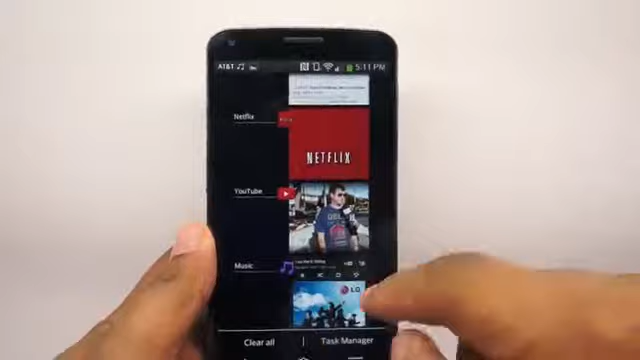 AT&T
5:11 PM
Netflix
NETFLIX
YouTube
Music
LG
Clear all
Task Manager